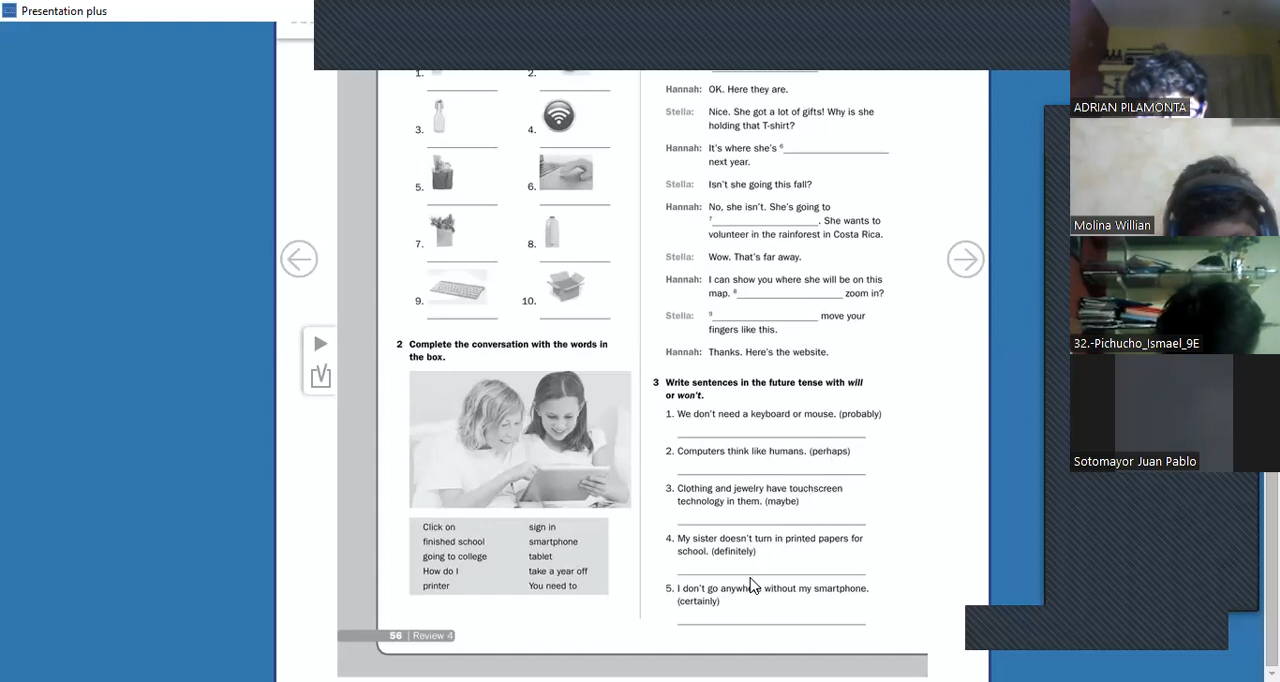 Presentation plus
1.
2.
3.
4.
5.
6.
7.
8.
9.
10.
2 Complete the conversation with the words in
the box.
Click on
finished school
going to college
How do I
printer
sign in
smartphone
tablet
take a year off
You need to
56 | Review 4
Hannah: OK. Here they are.
Stella: Nice. She got a lot of gifts! Why is she
holding that T-shirt?
Hannah: It's where she's 6
next year.
Stella: Isn't she going this fall?
Hannah: No, she isn't. She's going to
7 . She wants to
volunteer in the rainforest in Costa Rica.
Stella: Wow. That's far away.
Hannah: I can show you where she will be on this
map. 8 zoom in?
Stella: 9 move your
fingers like this.
Hannah: Thanks. Here's the website.
3 Write sentences in the future tense with will
or won't.
1. We don't need a keyboard or mouse. (probably)
2. Computers think like humans. (perhaps)
3. Clothing and jewelry have touchscreen
technology in them. (maybe)
4. My sister doesn't turn in printed papers for
school. (definitely)
5. I don't go anywhere without my smartphone.
(certainly)
ADRIAN PILAMONTA
Molina Willian
32.-Pichucho_Ismael_9E
Sotomayor Juan Pablo